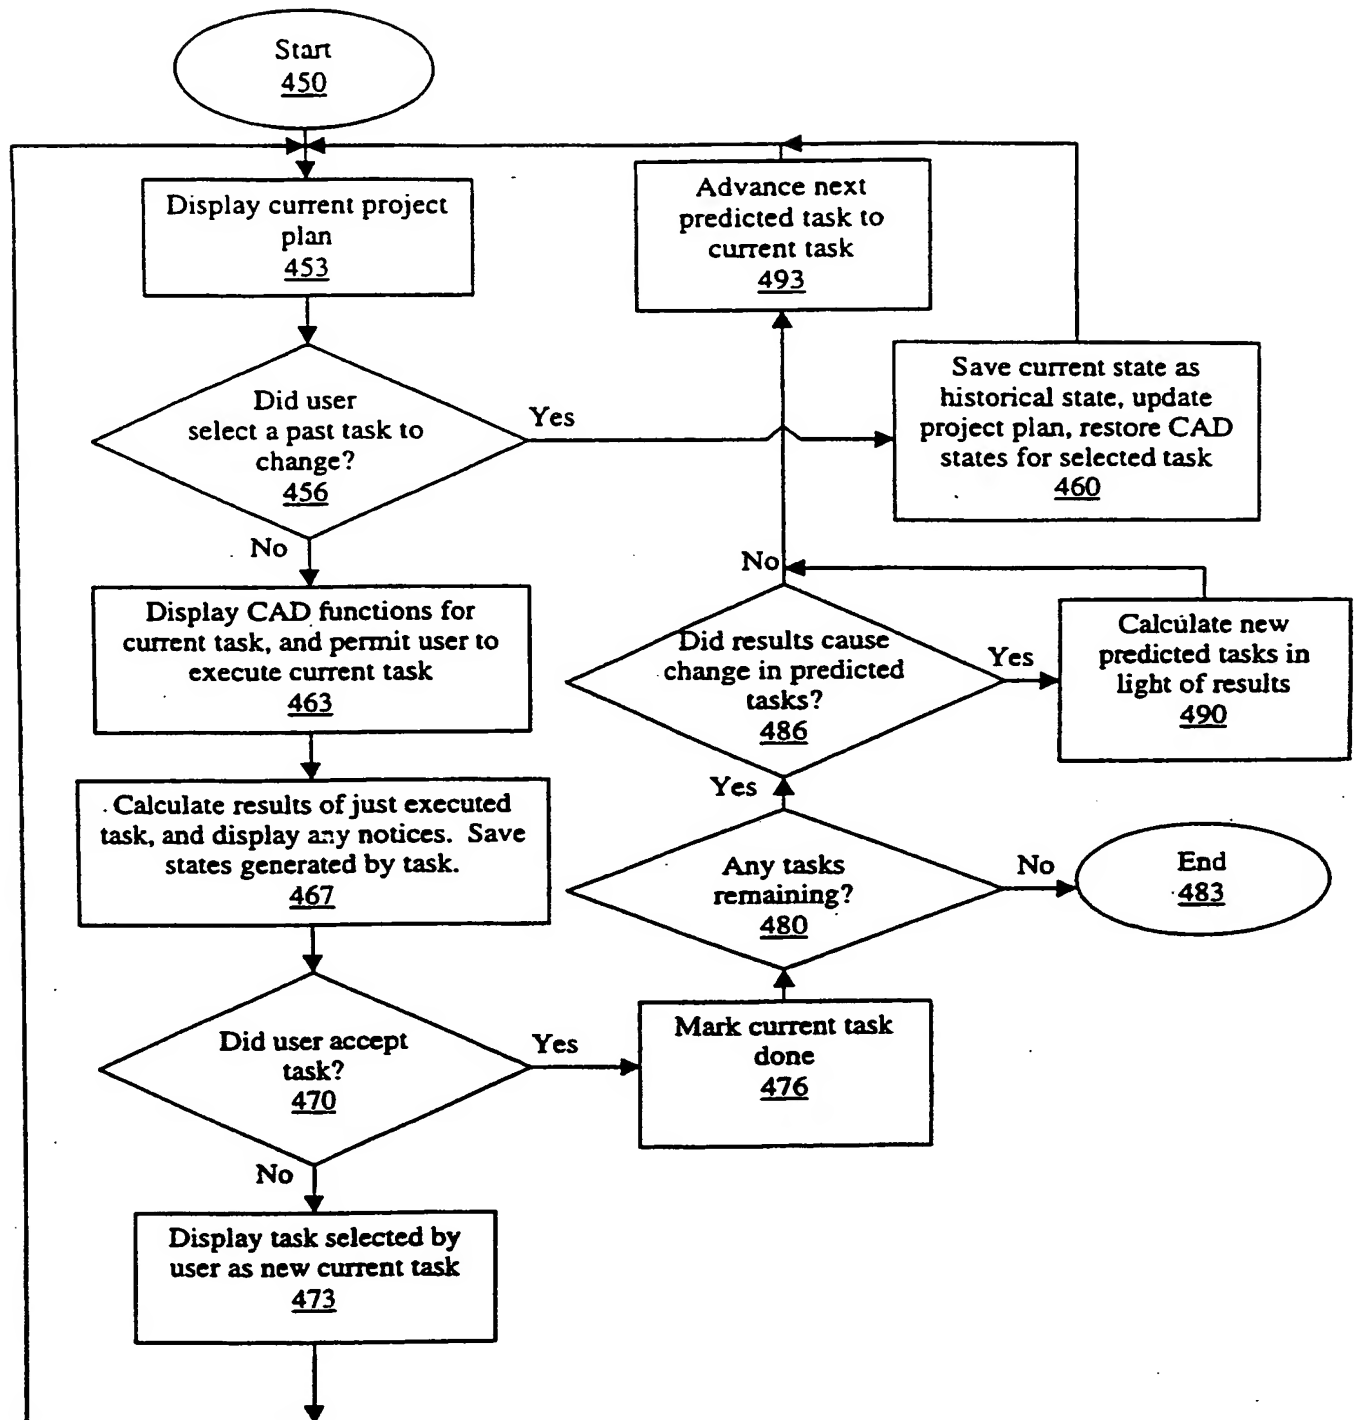 Start
450
Display current project
plan
453
Did user
select a past task to
change?
456
Yes
No
Display CAD functions for
current task, and permit user to
execute current task
463
Calculate results of just executed
task, and display any notices. Save
states generated by task.
467
Did user accept
task?
470
Yes
No
Display task selected by
user as new current task
473
Advance next
predicted task to
current task
493
Save current state as
historical state, update
project plan, restore CAD
states for selected task
460
No
Did results cause
change in predicted
tasks?
486
Yes
Calculate new
predicted tasks in
light of results
490
Yes
Any tasks
remaining?
480
No
End
483
Mark current task
done
476